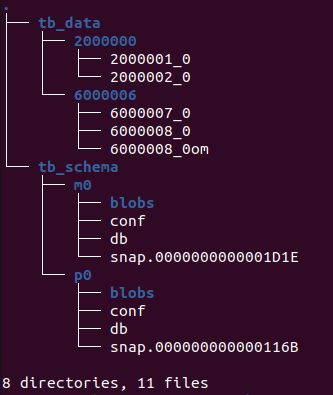 .
├── tb_data
│   ├── 2000000
│   │   ├── 2000001_0
│   │   └── 2000002_0
│   └── 6000006
│       ├── 6000007_0
│       ├── 6000008_0
│       └── 6000008_0om
└── tb_schema
    ├── m0
    │   ├── blobs
    │   ├── conf
    │   ├── db
    │   └── snap.0000000000001D1E
    └── p0
        ├── blobs
        ├── conf
        ├── db
        └── snap.000000000000116B
8 directories, 11 files